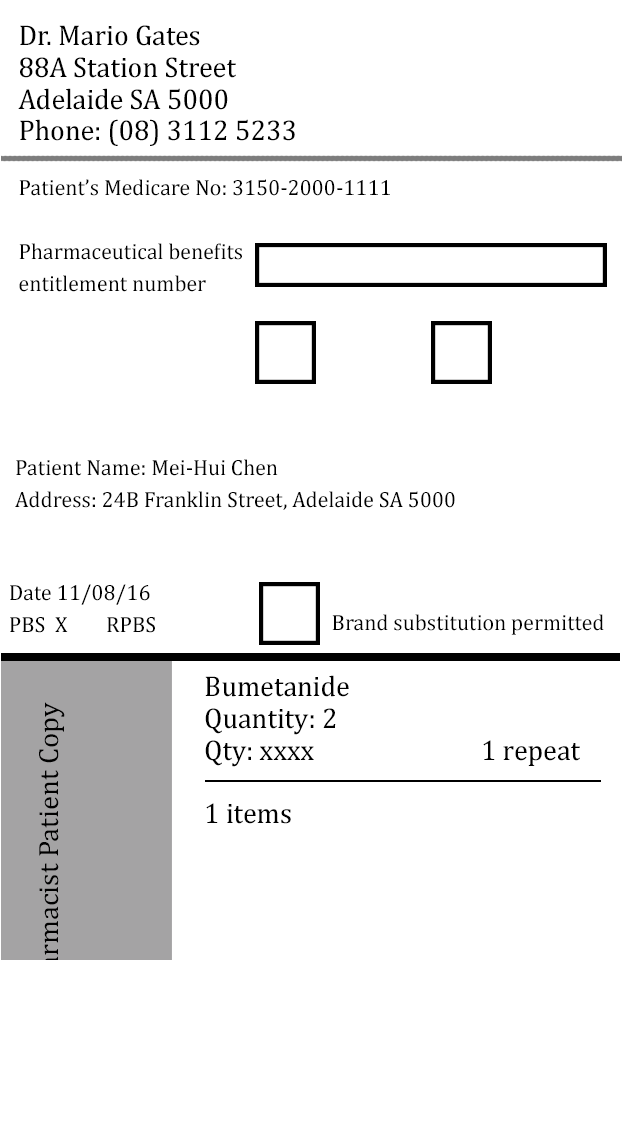 Dr. Mario Gates
88A Station Street
Adelaide SA 5000
Phone: (08) 3112 5233
Patient’s Medicare No: 3150-2000-1111
Pharmaceutical benefits
entitlement number
Patient Name: Mei-Hui Chen
Address: 24B Franklin Street, Adelaide SA 5000
Date 11/08/16
PBS X RPBS
Brand substitution permitted
Patient Copy
Bumetanide
Quantity: 2
Qty: xxxx 1 repeat
1 items